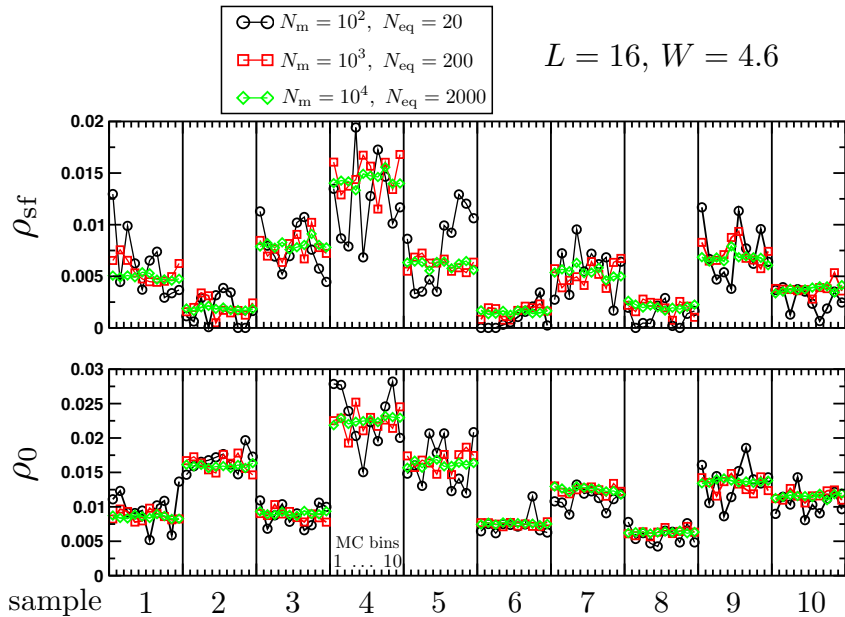 N_m = 10^2, N_eq = 20
N_m = 10^3, N_eq = 200
N_m = 10^4, N_eq = 2000
L = 16, W = 4.6
0.02
0.015
0.01
0.005
0
ρ_sf
0.03
0.025
0.02
0.015
0.01
0.005
0
ρ_0
MC bins
1 ... 10
sample 1 2 3 4 5 6 7 8 9 10